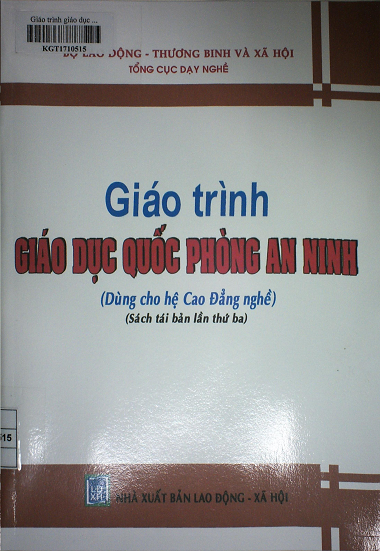 Giáo trình giáo dục ...
KGT1710515
BỘ LAO ĐỘNG - THƯƠNG BINH VÀ XÃ HỘI
TỔNG CỤC DẠY NGHỀ
Giáo trình
GIÁO DỤC QUỐC PHÒNG AN NINH
(Dùng cho hệ Cao Đẳng nghề)
(Sách tái bản lần thứ ba)
515
NHÀ XUẤT BẢN LAO ĐỘNG - XÃ HỘI